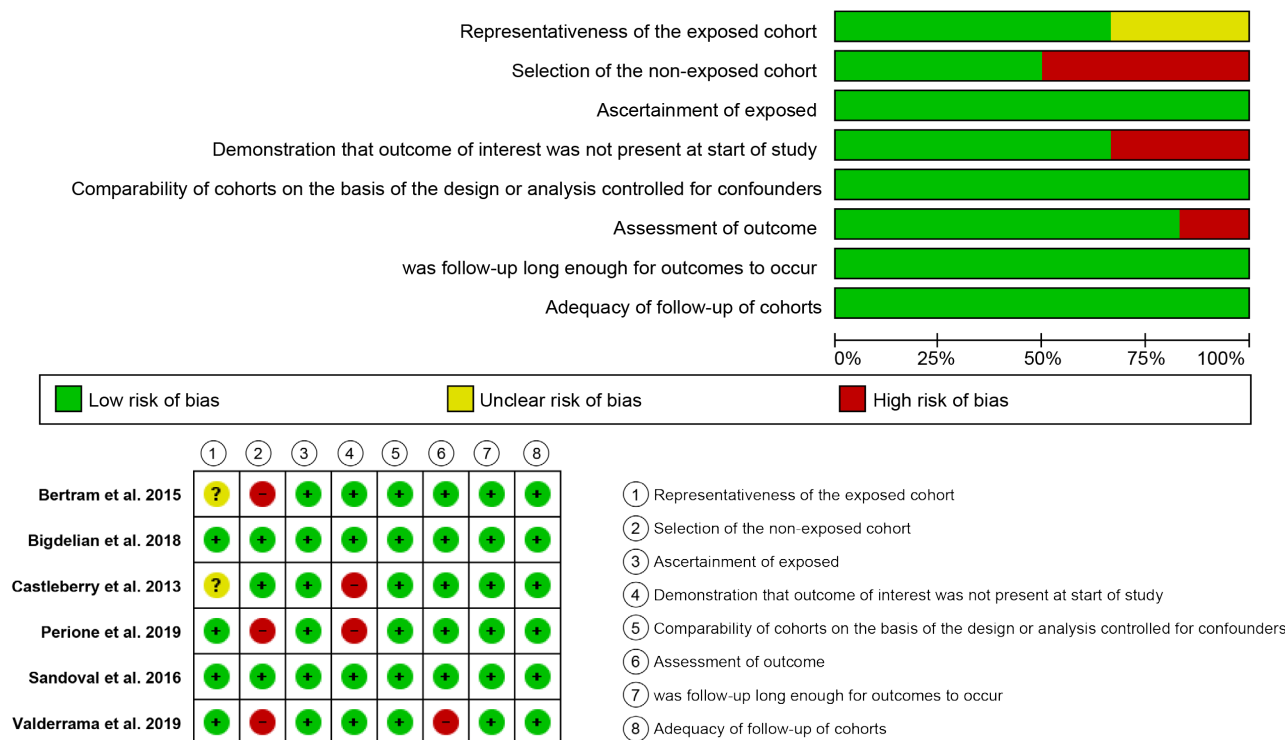 Representativeness of the exposed cohort
Selection of the non-exposed cohort
Ascertainment of exposed
Demonstration that outcome of interest was not present at start of study
Comparability of cohorts on the basis of the design or analysis controlled for confounders
Assessment of outcome
was follow-up long enough for outcomes to occur
Adequacy of follow-up of cohorts
0% 25% 50% 75% 100%
Low risk of bias Unclear risk of bias High risk of bias
1 2 3 4 5 6 7 8
Bertram et al. 2015 ? - + + + + + +
Bigdelian et al. 2018 + + + + + + + +
Castleberry et al. 2013 ? + + - + + + +
Perione et al. 2019 + - + - + + + +
Sandoval et al. 2016 + + + + + + + +
Valderrama et al. 2019 + - + + + - + +
1 Representativeness of the exposed cohort
2 Selection of the non-exposed cohort
3 Ascertainment of exposed
4 Demonstration that outcome of interest was not present at start of study
5 Comparability of cohorts on the basis of the design or analysis controlled for confounders
6 Assessment of outcome
7 was follow-up long enough for outcomes to occur
8 Adequacy of follow-up of cohorts